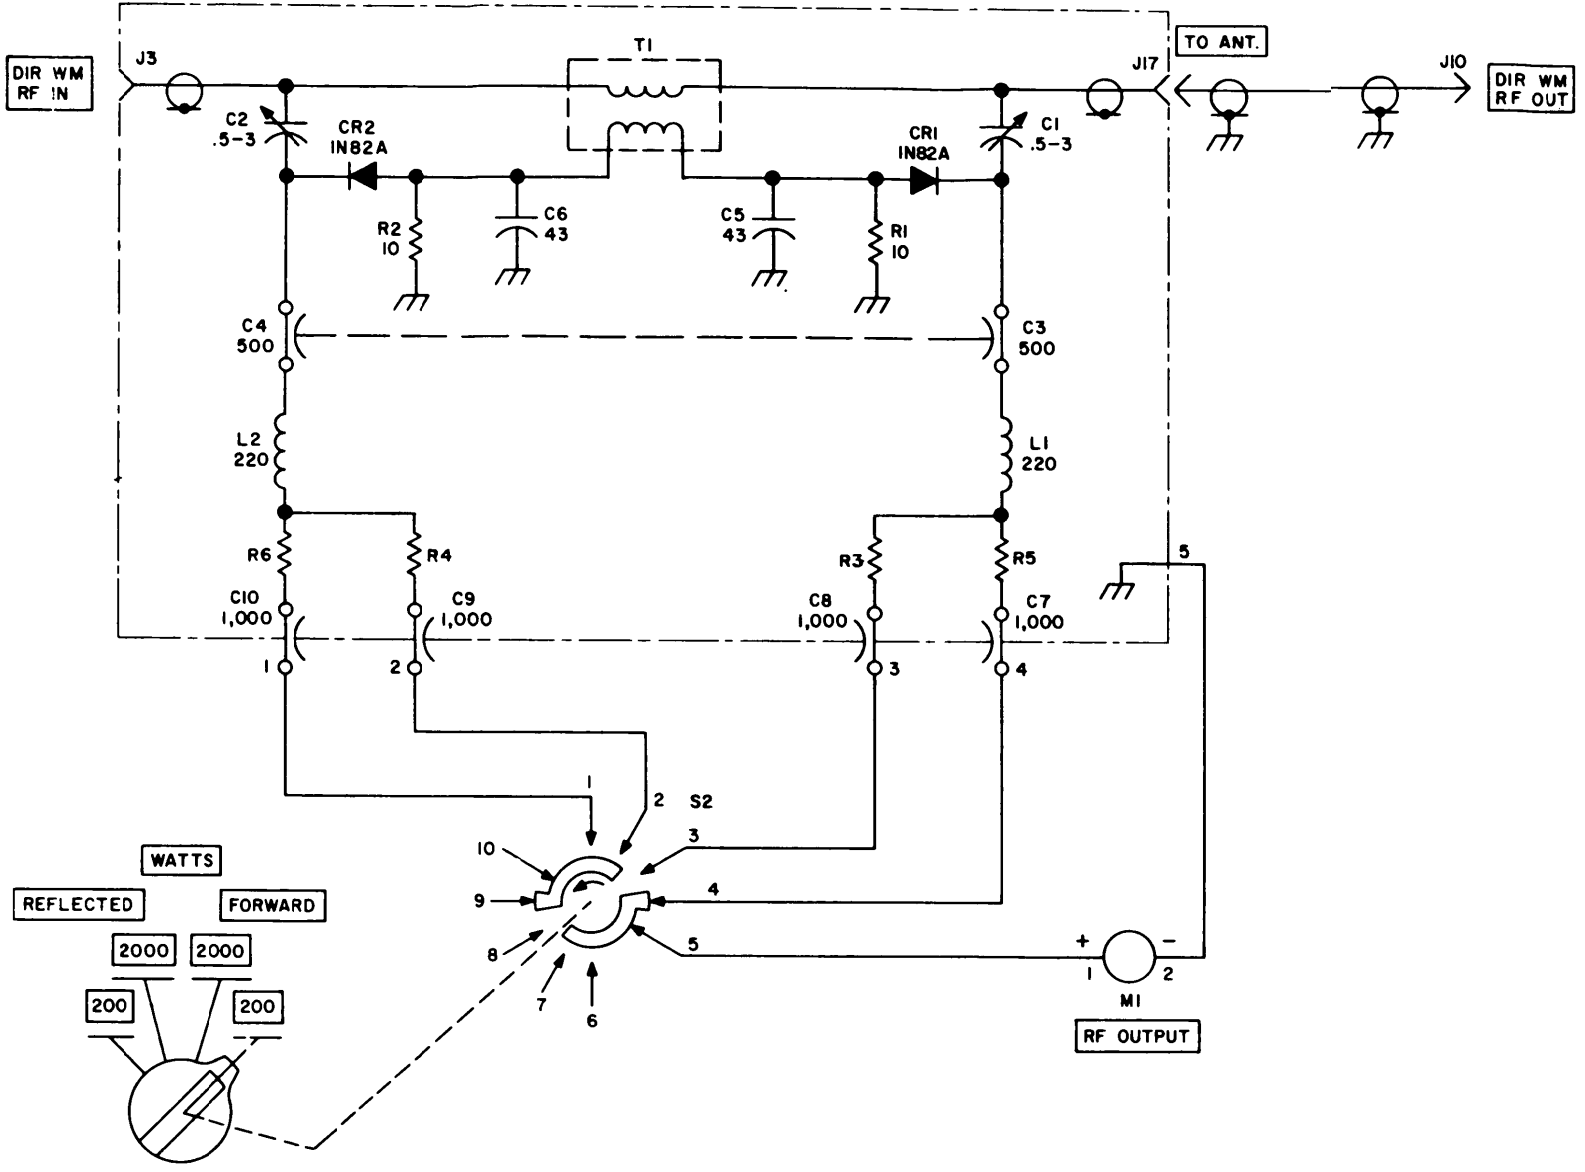 DIR WM
RF IN
J3
T1
TO ANT.
J17
J10
DIR WM
RF OUT
C2
.5-3
CR2
IN82A
CR1
IN82A
C1
.5-3
R2
10
C6
43
C5
43
R1
10
C4
500
C3
500
L2
220
L1
220
R6
R4
R3
R5
5
C10
1,000
C9
1,000
C8
1,000
C7
1,000
1
2
3
4
1
2
S2
3
10
9
4
8
5
7
6
+
-
1
2
M1
RF OUTPUT
WATTS
REFLECTED
FORWARD
2000
2000
200
200